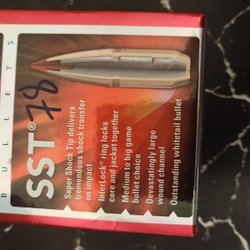 BULLETS
SST®
78
Super Shock Tip delivers
tremendous shock transfer
on impact
InterLock® ring locks
core and jacket together
Medium to big game
bullet choice
Devastatingly large
wound channel
Outstanding whitetail bullet